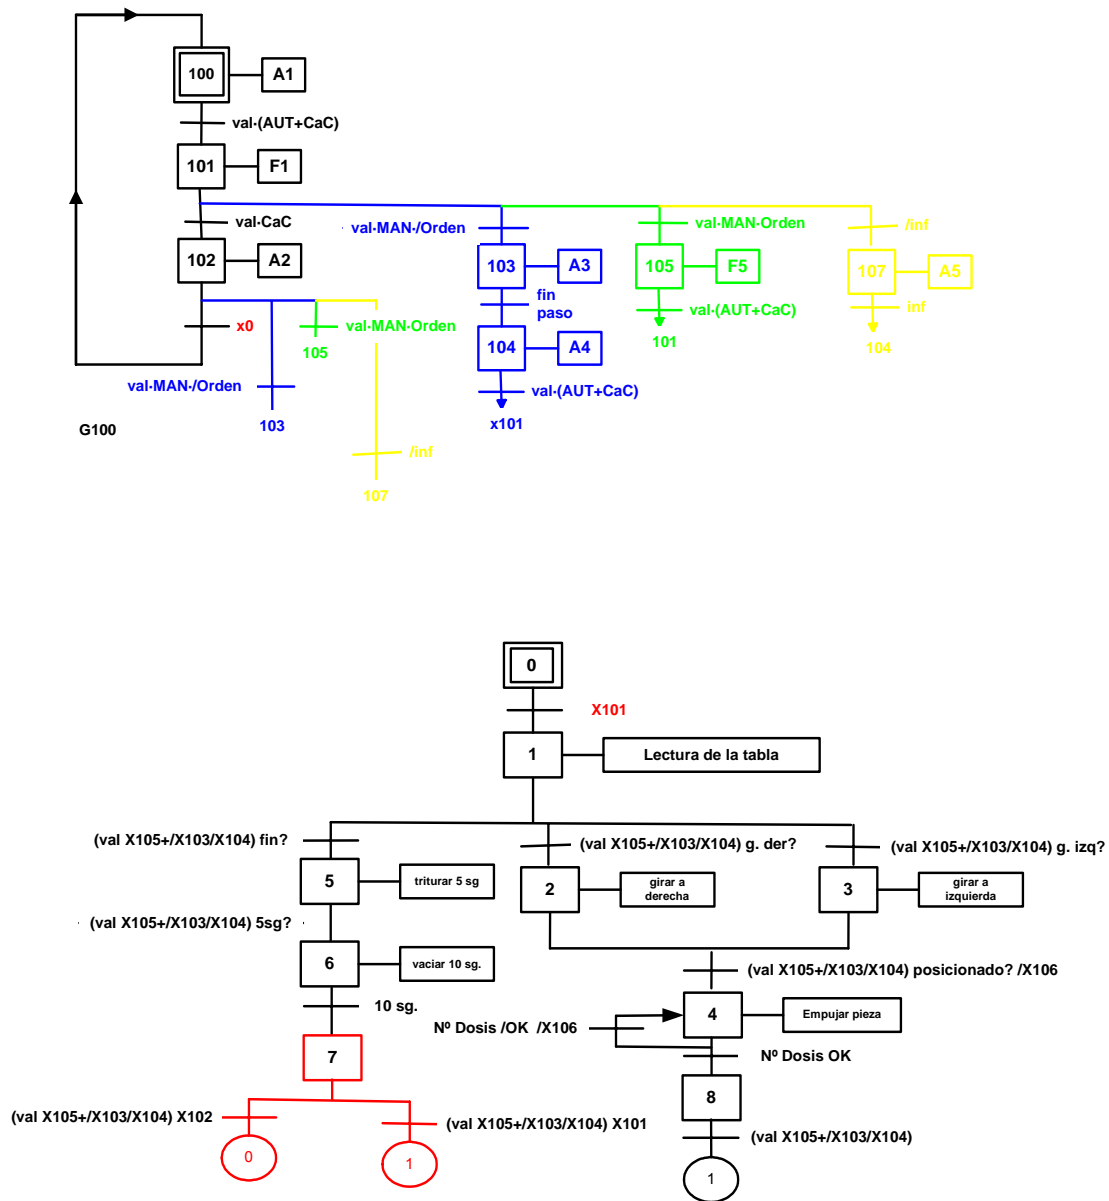 100
A1
val·(AUT+CaC)
101
F1
val·CaC
val·MAN·/Orden
val·MAN·Orden
/inf
102
A2
103
A3
105
F5
107
A5
fin
paso
inf
x0
val·MAN·Orden
105
104
A4
val·(AUT+CaC)
101
104
val·MAN·/Orden
val·(AUT+CaC)
103
x101
G100
/inf
107
0
X101
1
Lectura de la tabla
(val X105+/X103/X104) fin?
(val X105+/X103/X104) g. der?
(val X105+/X103/X104) g. izq?
5
triturar 5 sg
2
girar a
derecha
3
girar a
izquierda
(val X105+/X103/X104) 5sg?
6
vaciar 10 sg.
(val X105+/X103/X104) posicionado? /X106
10 sg.
Nº Dosis /OK /X106
4
Empujar pieza
7
Nº Dosis OK
8
(val X105+/X103/X104) X102
(val X105+/X103/X104) X101
(val X105+/X103/X104)
0
1
1